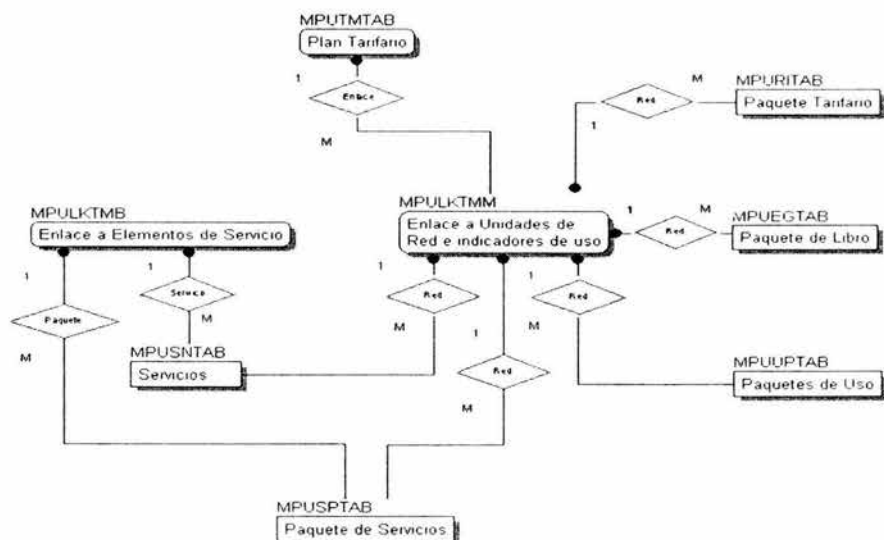 MPUTMTAB
Plan Tarifario
1
Enlace
M
MPURITAB
M
Red
Paquete Tarifario
1
MPULKTMM
Enlace a Unidades de
Red e indicadores de uso
MPUEGTAB
1
M
Red
Paquete de Libro
MPULKTMB
Enlace a Elementos de Servicio
1
1
1
1
1
Servicio
Red
Red
Paquete
M
M
M
M
MPUSNTAB
Servicios
Red
M
MPUUPTAB
Paquetes de Uso
MPUSPTAB
Paquete de Servicios